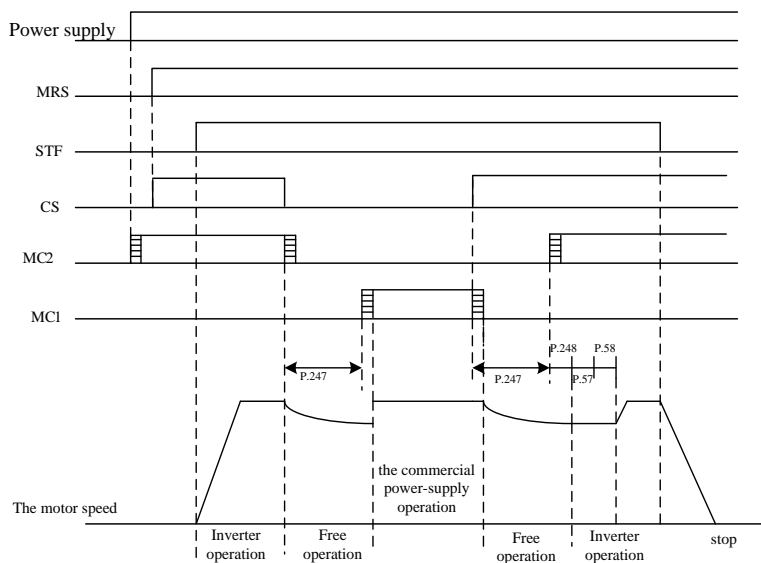 Power supply
MRS
STF
CS
MC2
MC1
P.248 P.58
P.247 P.247 P.57
the commercial
power-supply
operation
The motor speed
Inverter
operation
Free
operation
Free
operation
Inverter
operation
stop